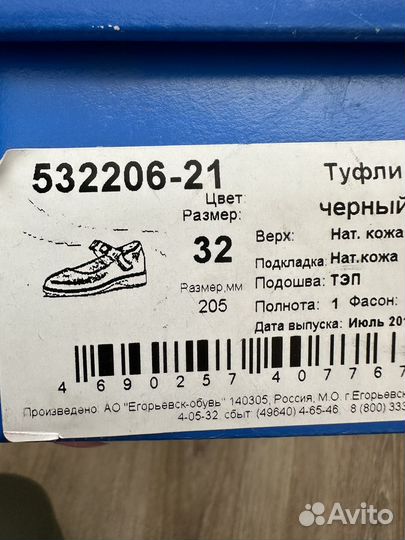 532206-21
Туфли
Цвет
Размер:
черный
32
Верх: Нат. кожа
Подкладка: Нат.кожа
Размер,мм
205
Подошва: ТЭП
Полнота: 1 Фасон:
Дата выпуска: Июль
4 690257 40776
Произведено: АО "Егорьевск-обувь" 140305, Россия, М.О. г.Егорьевск
4-05-32, сбыт: (49640) 4-65-46 8 (800) 333
Avito